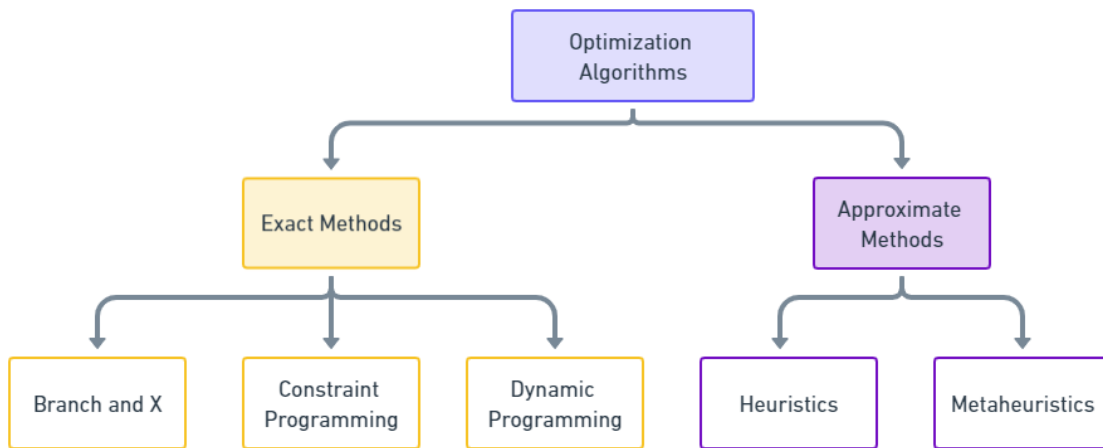 Optimization
Algorithms
Exact Methods
Approximate
Methods
Branch and X
Constraint
Programming
Dynamic
Programming
Heuristics
Metaheuristics